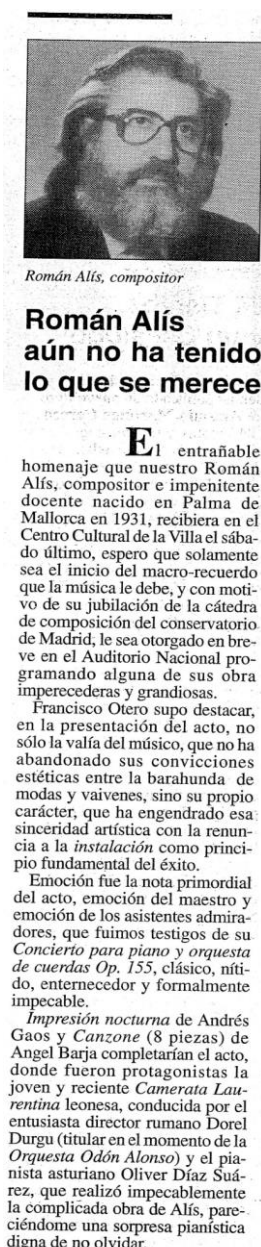 Román Alís, compositor
Román Alís
aún no ha tenido
lo que se merece
El entrañable
homenaje que nuestro Román
Alís, compositor e impenitente
docente nacido en Palma de
Mallorca en 1931, recibiera en el
Centro Cultural de la Villa el sába-
do último, espero que solamente
sea el inicio del macro-recuerdo
que la música le debe, y con moti-
vo de su jubilación de la cátedra
de composición del conservatorio
de Madrid, le sea otorgado en bre-
ve en el Auditorio Nacional pro-
gramando alguna de sus obra
imperecederas y grandiosas.
Francisco Otero supo destacar,
en la presentación del acto, no
sólo la valía del músico, que no ha
abandonado sus convicciones
estéticas entre la barahunda de
modas y vaivenes, sino su propio
carácter, que ha engendrado esa
sinceridad artística con la renun-
cia a la instalación como princi-
pio fundamental del éxito.
Emoción fue la nota primordial
del acto, emoción del maestro y
emoción de los asistentes admira-
dores, que fuimos testigos de su
Concierto para piano y orquesta
de cuerdas Op. 155, clásico, níti-
do, enternecedor y formalmente
impecable.
Impresión nocturna de Andrés
Gaos y Canzone (8 piezas) de
Angel Barja completarían el acto,
donde fueron protagonistas la
joven y reciente Camerata Lau-
rentina leonesa, conducida por el
entusiasta director rumano Dorel
Durgu (titular en el momento de la
Orquesta Odón Alonso) y el pia-
nista asturiano Oliver Díaz Suá-
rez, que realizó impecablemente
la complicada obra de Alís, pare-
ciéndome una sorpresa pianística
digna de no olvidar